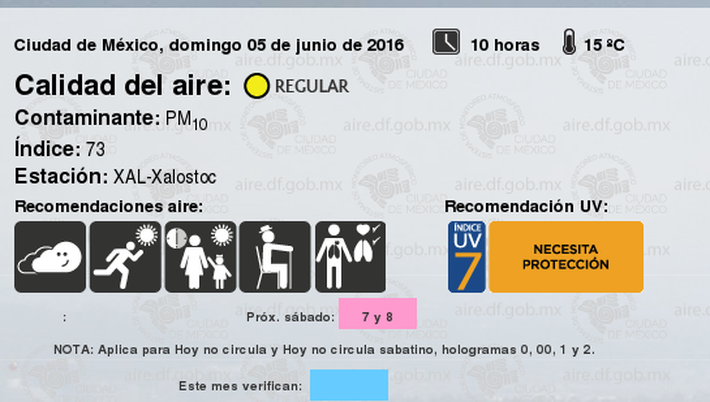 Ciudad de México, domingo 05 de junio de 2016 10 horas 15 ºC
Calidad del aire: REGULAR
Contaminante: PM10
Índice: 73
Estación: XAL-Xalostoc
Recomendaciones aire: Recomendación UV:
ÍNDICE
UV
7
NECESITA
PROTECCIÓN
: Próx. sábado: 7 y 8
NOTA: Aplica para Hoy no circula y Hoy no circula sabatino, hologramas 0, 00, 1 y 2.
Este mes verifican:
aire.df.gob.mx
CIUDAD
DE MÉXICO